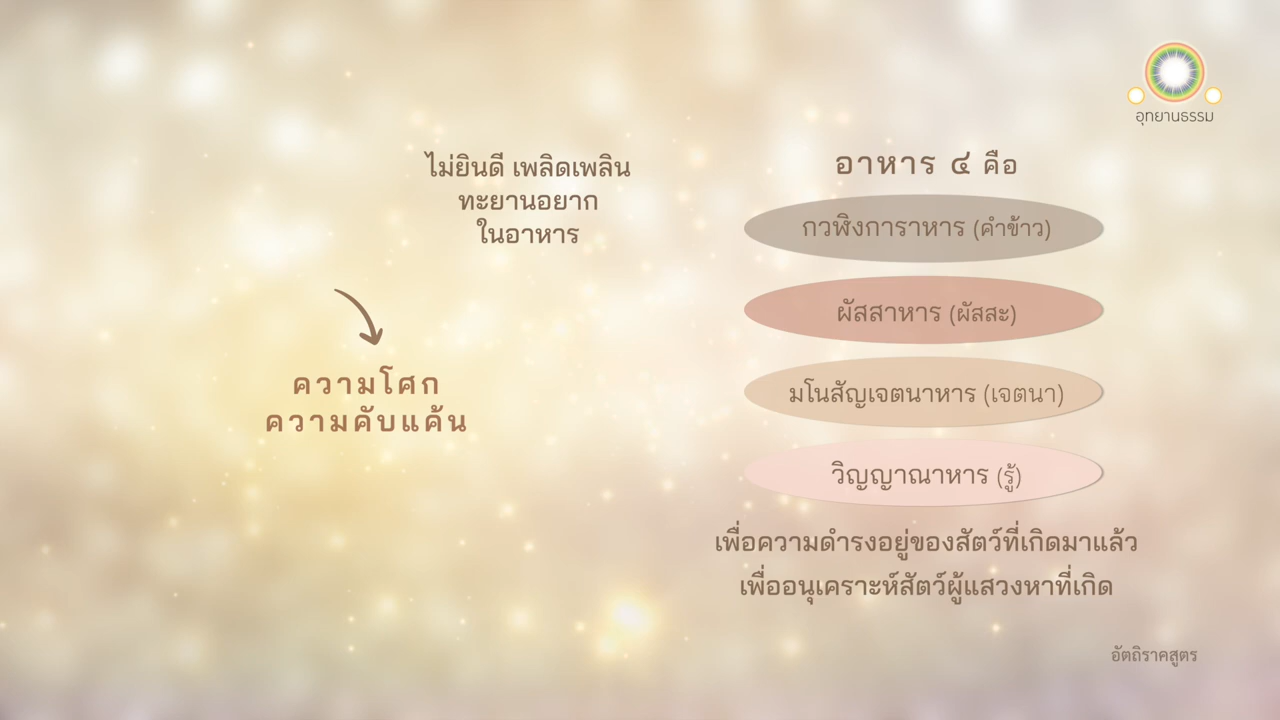 อุทยานธรรม
ไม่ยินดี เพลิดเพลิน
ทะยานอยาก
ในอาหาร
ความโศก
ความคับแค้น
อาหาร ๔ คือ
กวฬิงการาหาร (คำข้าว)
ผัสสาหาร (ผัสสะ)
มโนสัญเจตนาหาร (เจตนา)
วิญญาณาหาร (รู้)
เพื่อความดำรงอยู่ของสัตว์ที่เกิดมาแล้ว
เพื่ออนุเคราะห์สัตว์ผู้แสวงหาที่เกิด
อัตถิราคสูตร